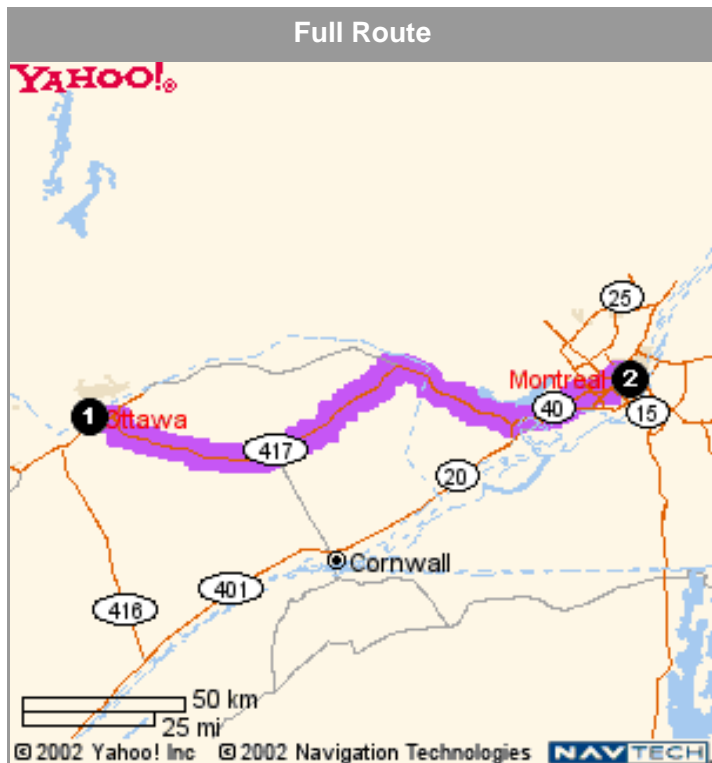 Full Route
YAHOO!®
25
Montreal 2
1 Ottawa
40
15
417
20
Cornwall
401
416
50 km
25 mi
© 2002 Yahoo! Inc © 2002 Navigation Technologies NAVTECH